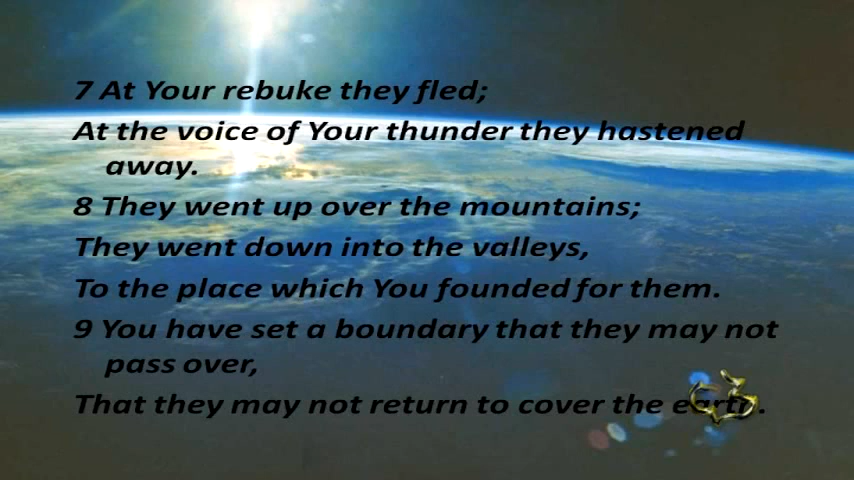 7 At Your rebuke they fled;
At the voice of Your thunder they hastened
away.
8 They went up over the mountains;
They went down into the valleys,
To the place which You founded for them.
9 You have set a boundary that they may not
pass over,
That they may not return to cover the earth.